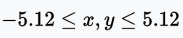 −5.12 ≤ x, y ≤ 5.12